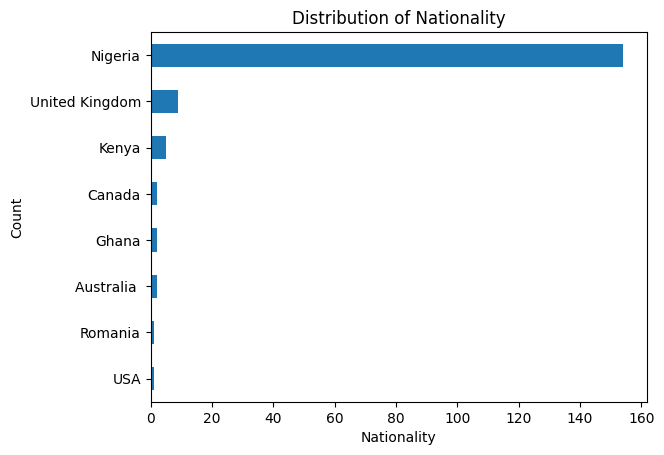 Distribution of Nationality
Nigeria
United Kingdom
Kenya
Canada
Ghana
Australia
Romania
USA
Count
0 20 40 60 80 100 120 140 160
Nationality